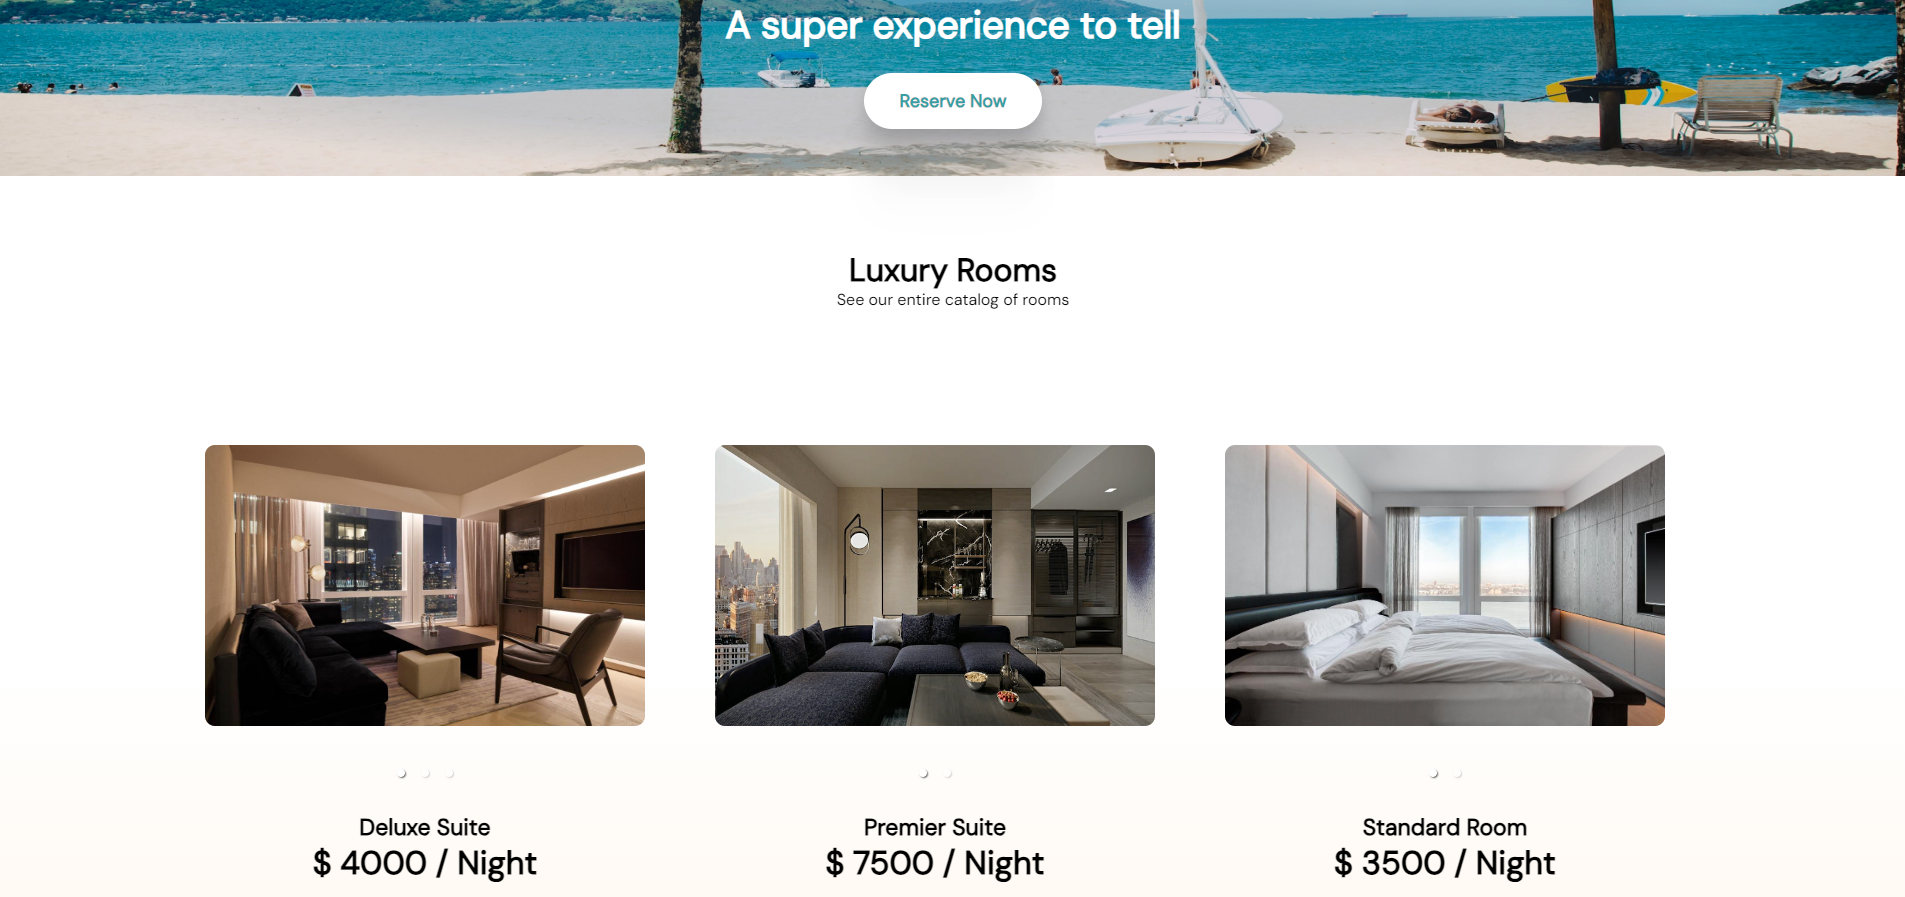 A super experience to tell
Reserve Now
Luxury Rooms
See our entire catalog of rooms
Deluxe Suite
$ 4000 / Night
Premier Suite
$ 7500 / Night
Standard Room
$ 3500 / Night